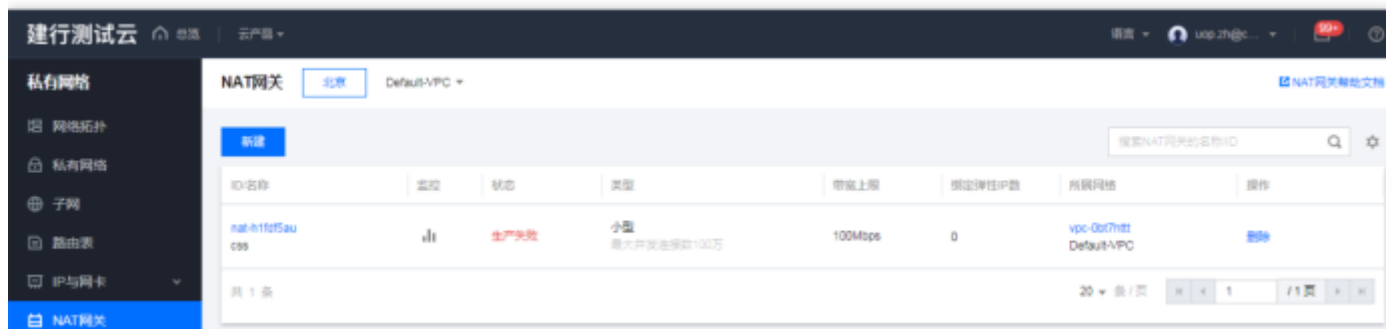 建行测试云 总览 云产品 语言 uop.zh@c... 99+
私有网络 NAT网关 北京 Default-VPC NAT网关帮助文档
网络拓扑
新建 搜索NAT网关的名称/ID
私有网络
ID/名称 监控 状态 类型 带宽上限 绑定弹性IP数 所属网络 操作
子网
nat-h1fdf5au 生产失败 小型 100Mbps 0 vpc-0bt7httt 删除
css 最大并发连接数100万 Default-VPC
路由表
IP与网卡 共 1 条 20 条/页 1 /1页
NAT网关